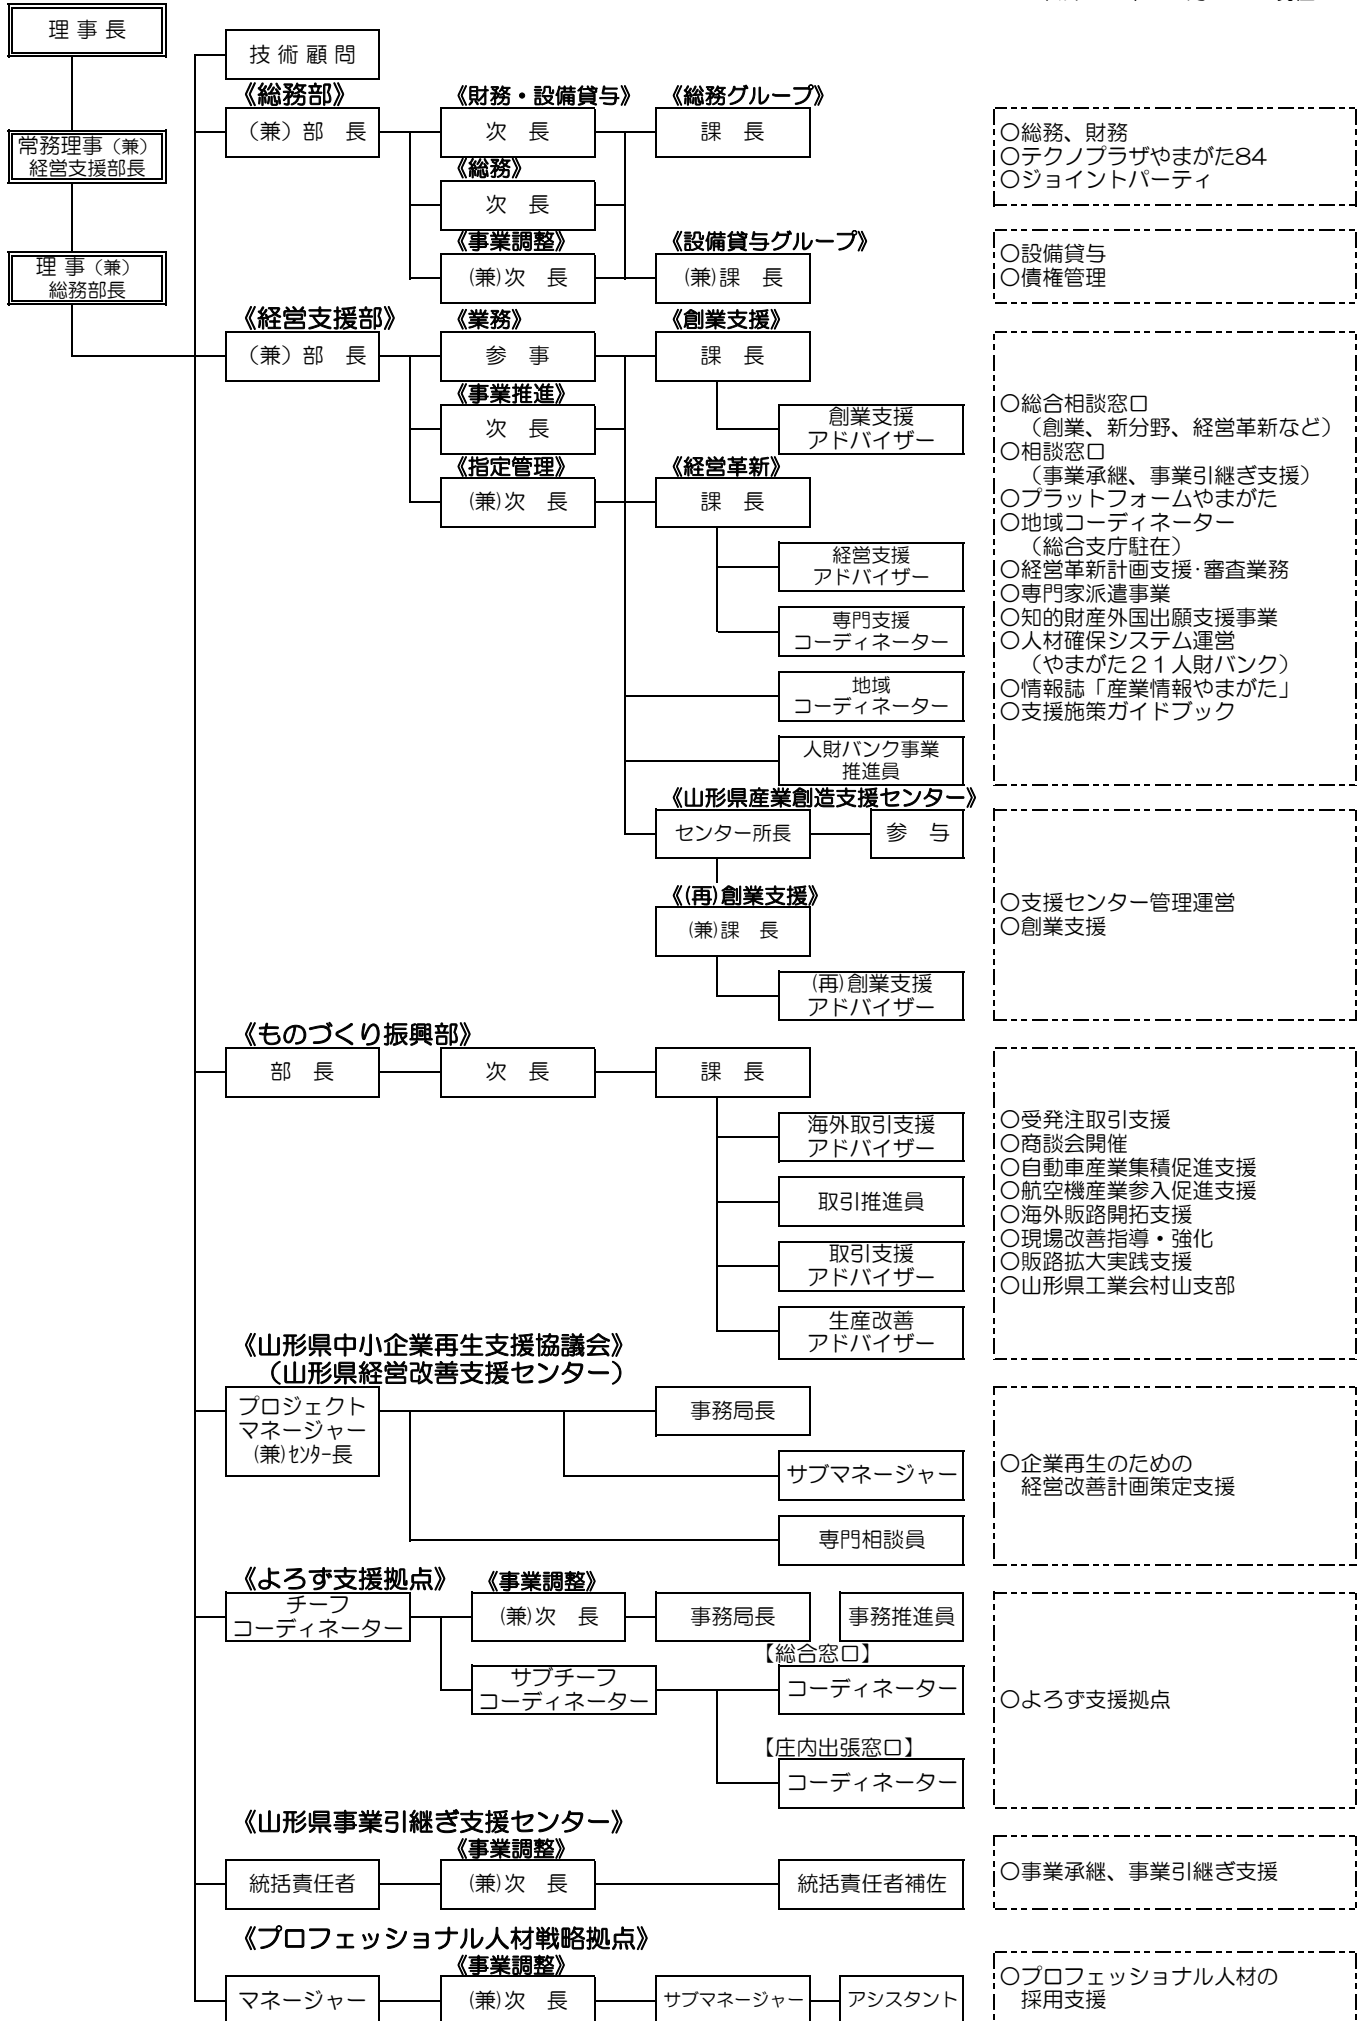 理 事 長
常務理事（兼）
経営支援部長
理 事（兼）
総務部長
技 術 顧 問
《総務部》
（兼）部　長
《財務・設備貸与》
次　長
《総務グループ》
課　長
《総務》
次　長
《事業調整》
(兼)次　長
《設備貸与グループ》
(兼)課　長
○総務、財務
○テクノプラザやまがた84
○ジョイントパーティ
○設備貸与
○債権管理
《経営支援部》
（兼）部　長
《業務》
参　事
《創業支援》
課　長
《事業推進》
次　長
創業支援
アドバイザー
《指定管理》
(兼)次　長
《経営革新》
課　長
経営支援
アドバイザー
専門支援
コーディネーター
地域
コーディネーター
人財バンク事業
推進員
○総合相談窓口
（創業、新分野、経営革新など）
○相談窓口
（事業承継、事業引継ぎ支援）
○プラットフォームやまがた
○地域コーディネーター
（総合支庁駐在）
○経営革新計画支援･審査業務
○専門家派遣事業
○知的財産外国出願支援事業
○人材確保システム運営
（やまがた２１人財バンク）
○情報誌「産業情報やまがた」
○支援施策ガイドブック
《山形県産業創造支援センター》
センター所長
参　与
《(再)創業支援》
(兼)課　長
(再)創業支援
アドバイザー
○支援センター管理運営
○創業支援
《ものづくり振興部》
部　長
次　長
課　長
海外取引支援
アドバイザー
取引推進員
取引支援
アドバイザー
生産改善
アドバイザー
○受発注取引支援
○商談会開催
○自動車産業集積促進支援
○航空機産業参入促進支援
○海外販路開拓支援
○現場改善指導・強化
○販路拡大実践支援
○山形県工業会村山支部
《山形県中小企業再生支援協議会》
（山形県経営改善支援センター）
プロジェクト
マネージャー
(兼)ｾﾝﾀｰ長
事務局長
サブマネージャー
専門相談員
○企業再生のための
経営改善計画策定支援
《よろず支援拠点》
チーフ
コーディネーター
《事業調整》
(兼)次　長
事務局長
事務推進員
サブチーフ
コーディネーター
【総合窓口】
コーディネーター
【庄内出張窓口】
コーディネーター
○よろず支援拠点
《山形県事業引継ぎ支援センター》
統括責任者
《事業調整》
(兼)次　長
統括責任者補佐
○事業承継、事業引継ぎ支援
《プロフェッショナル人材戦略拠点》
マネージャー
《事業調整》
(兼)次　長
サブマネージャー
アシスタント
○プロフェッショナル人材の
採用支援